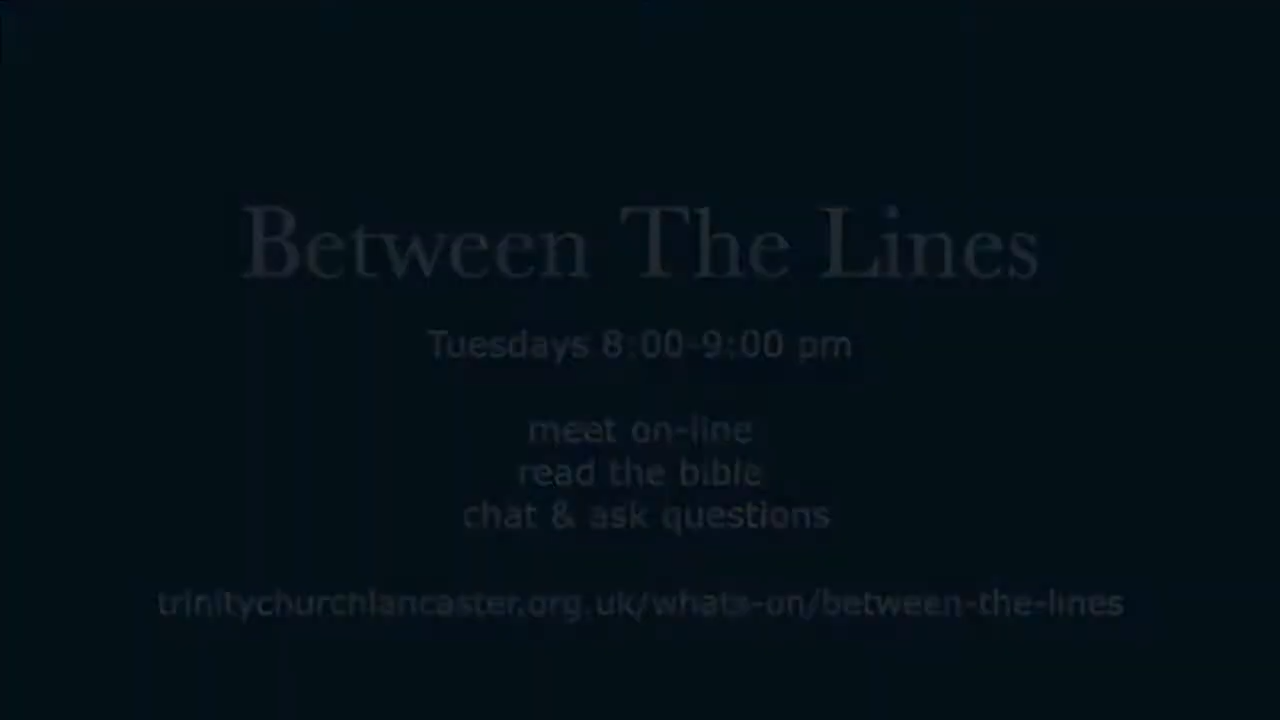 Between The Lines
Tuesdays 8:00-9:00 pm
meet on-line
read the bible
chat & ask questions
trinitychurchlancaster.org.uk/whats-on/between-the-lines